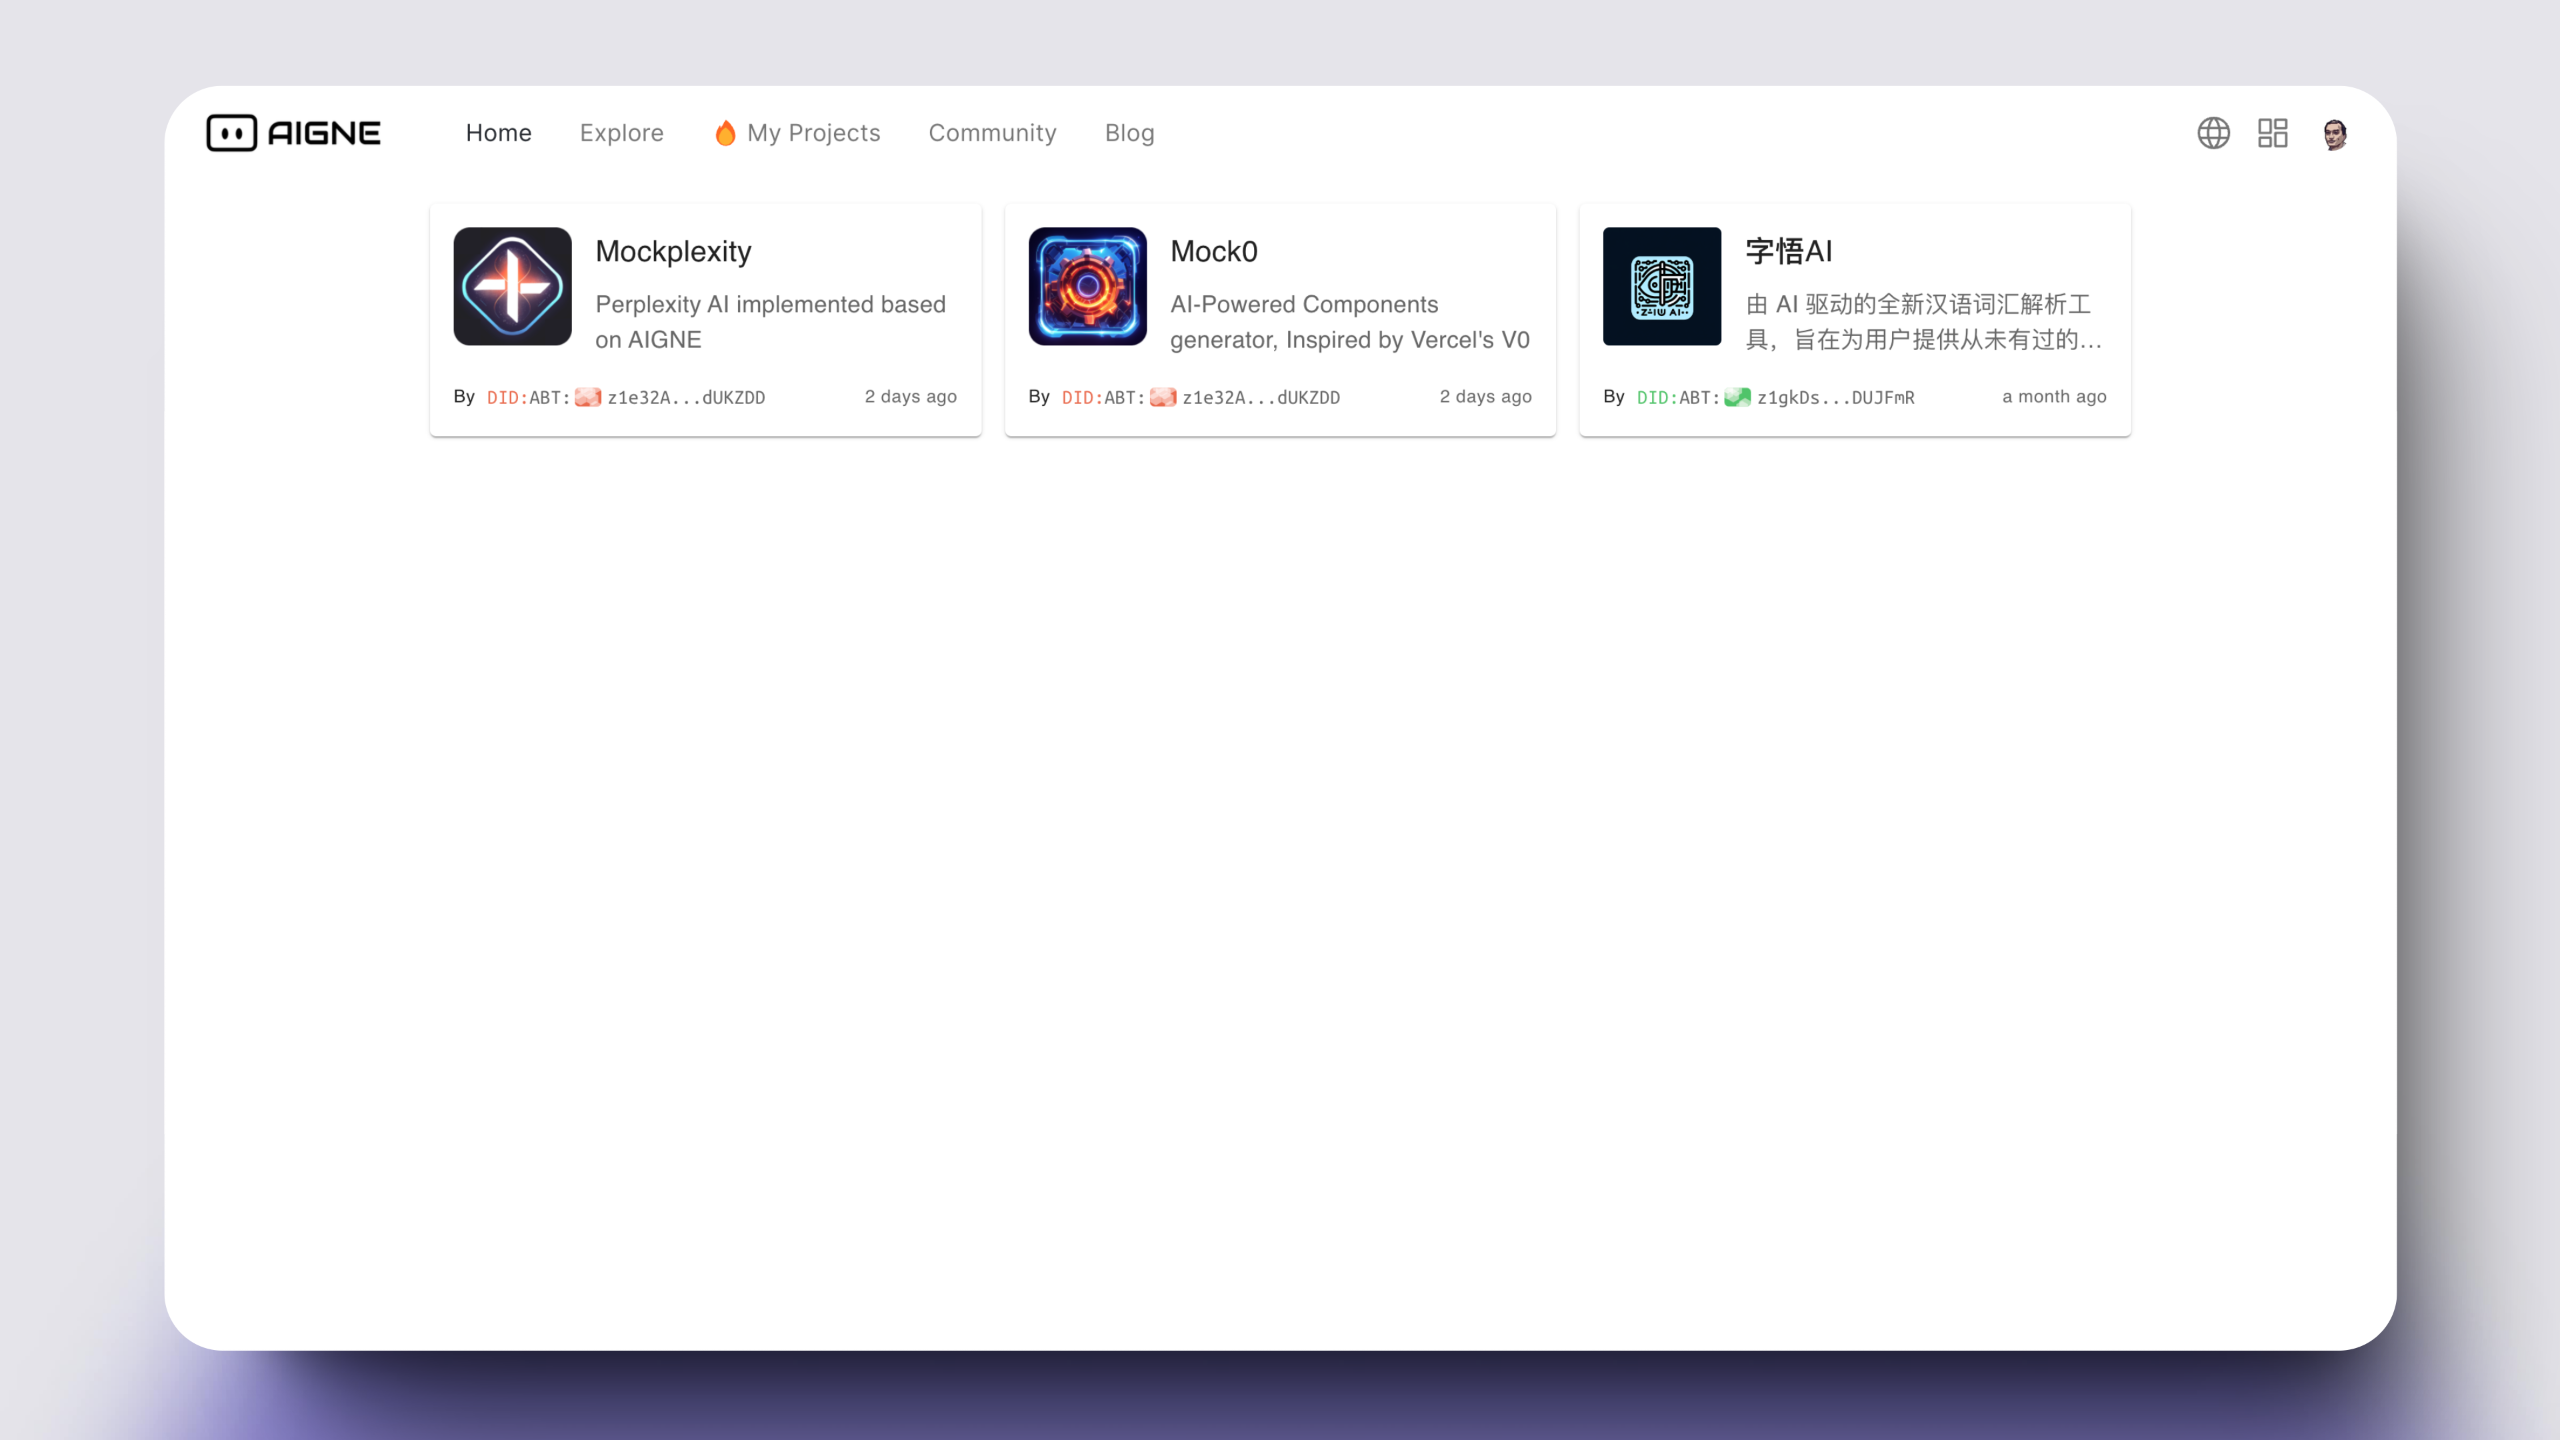 AIGNE
Home Explore My Projects Community Blog
Mockplexity
Perplexity AI implemented based
on AIGNE
By DID:ABT: z1e32A...dUKZDD 2 days ago
Mock0
AI-Powered Components
generator, Inspired by Vercel's V0
By DID:ABT: z1e32A...dUKZDD 2 days ago
字悟AI
由 AI 驱动的全新汉语词汇解析工
具，旨在为用户提供从未有过的...
By DID:ABT: z1gkDs...DUJFmR a month ago